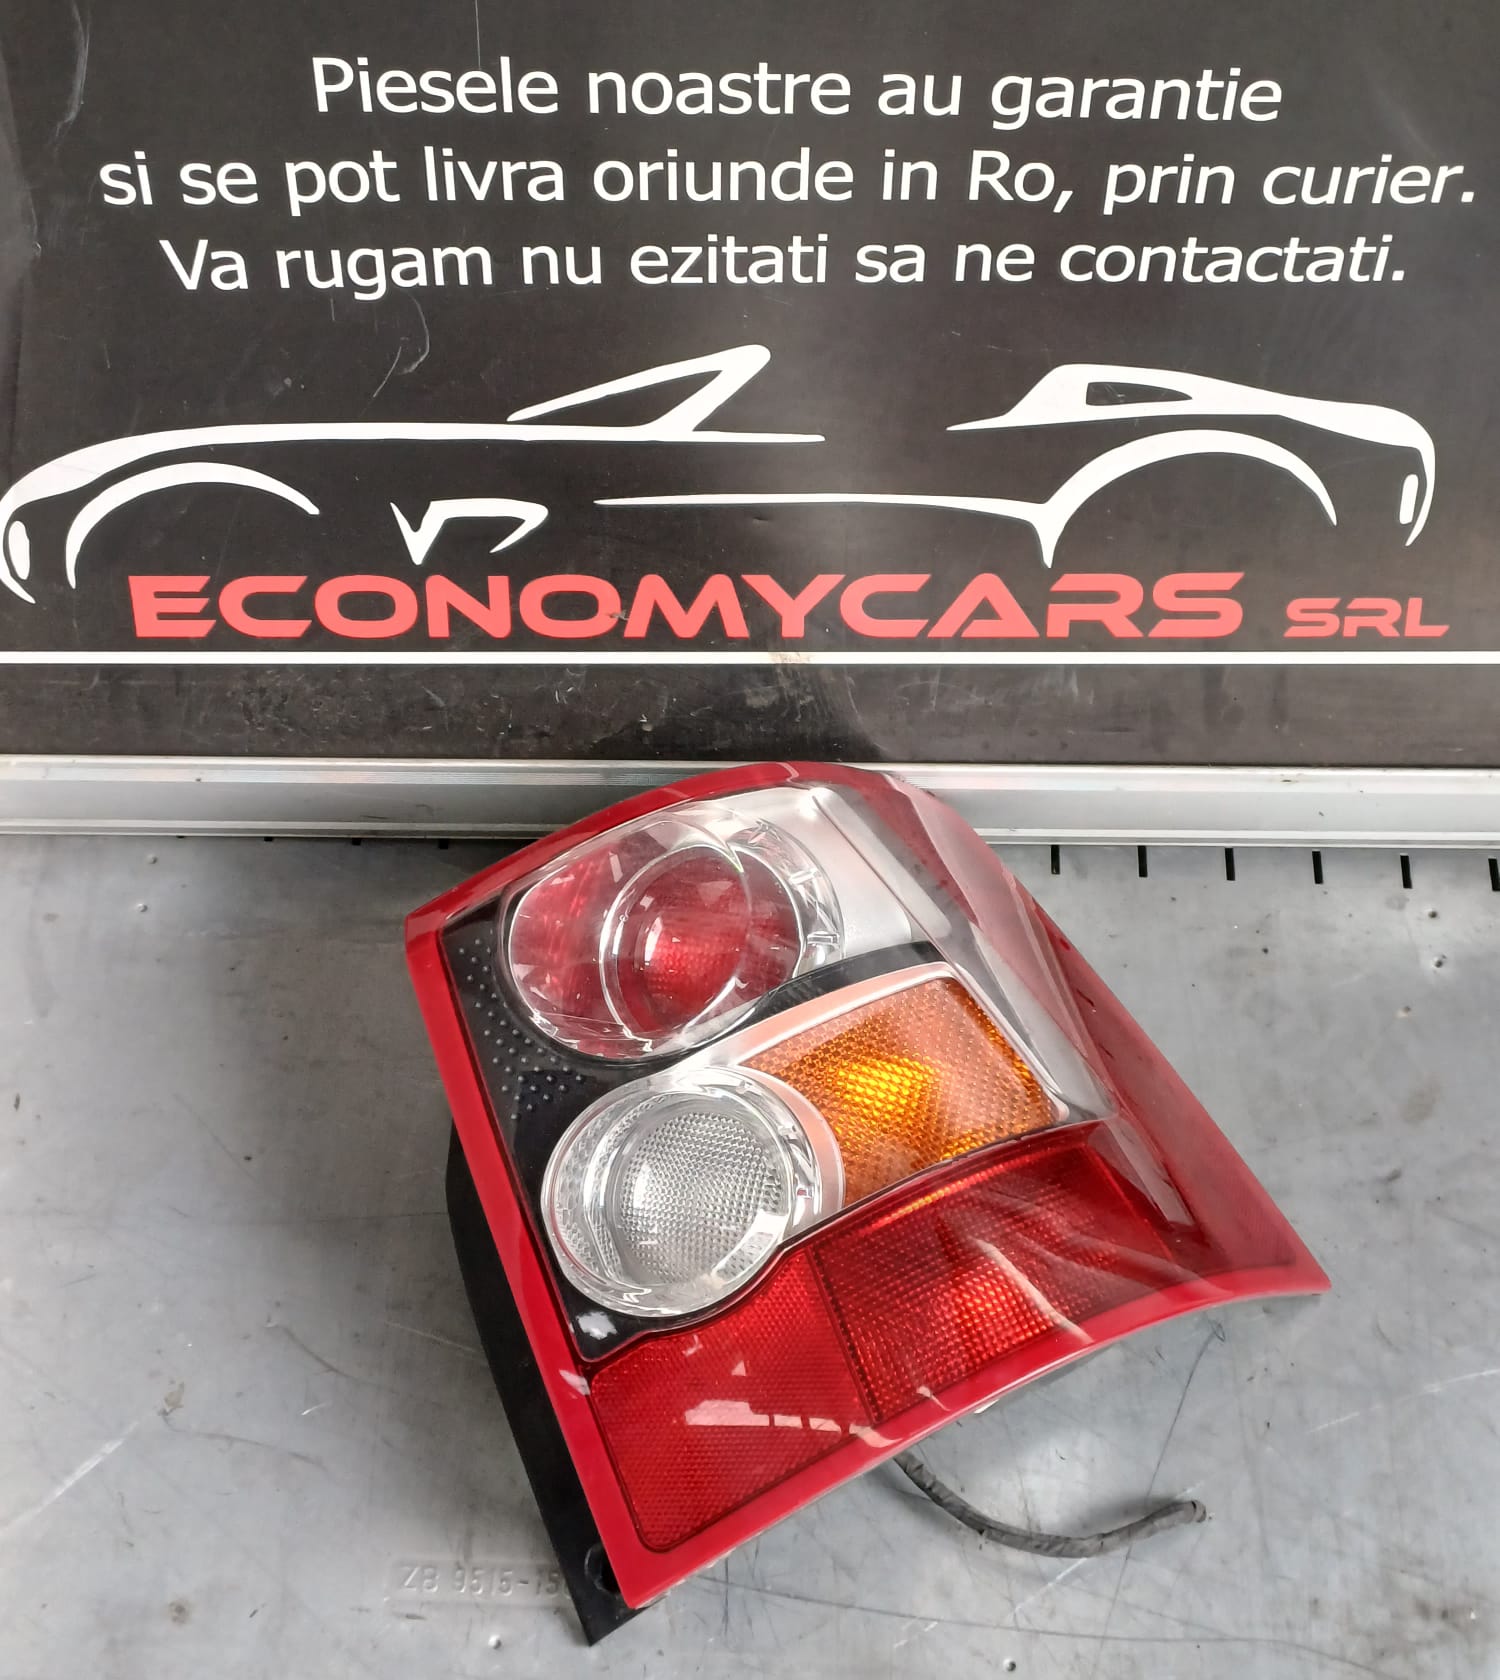 Piesele noastre au garantie
si se pot livra oriunde in Ro, prin curier.
Va rugam nu ezitati sa ne contactati.
ECONOMYCARS SRL